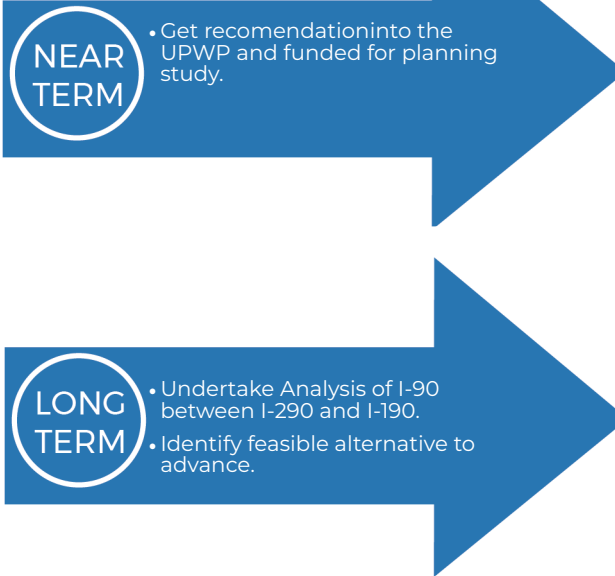 NEAR
TERM
• Get recomendationinto the
UPWP and funded for planning
study.
LONG
TERM
• Undertake Analysis of I-90
between I-290 and I-190.
• Identify feasible alternative to
advance.